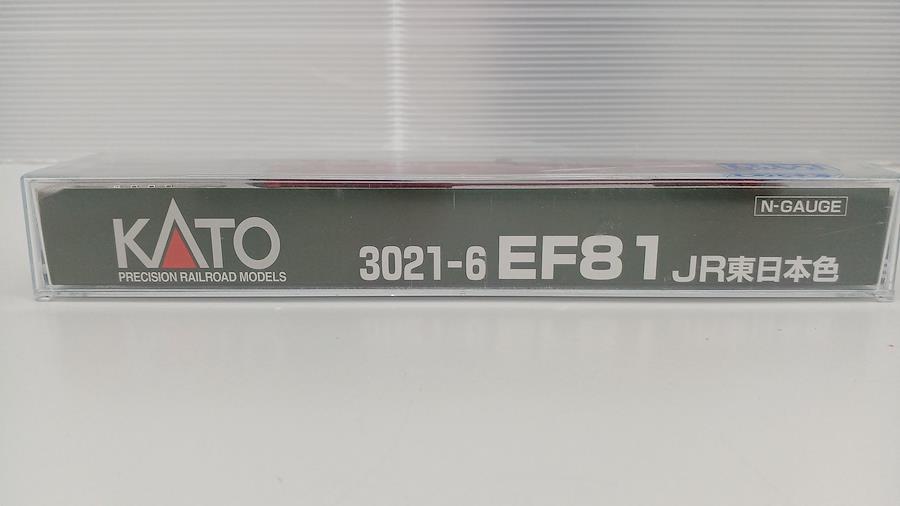 N-GAUGE
KATO
PRECISION RAILROAD MODELS
3021-6 EF81 JR東日本色